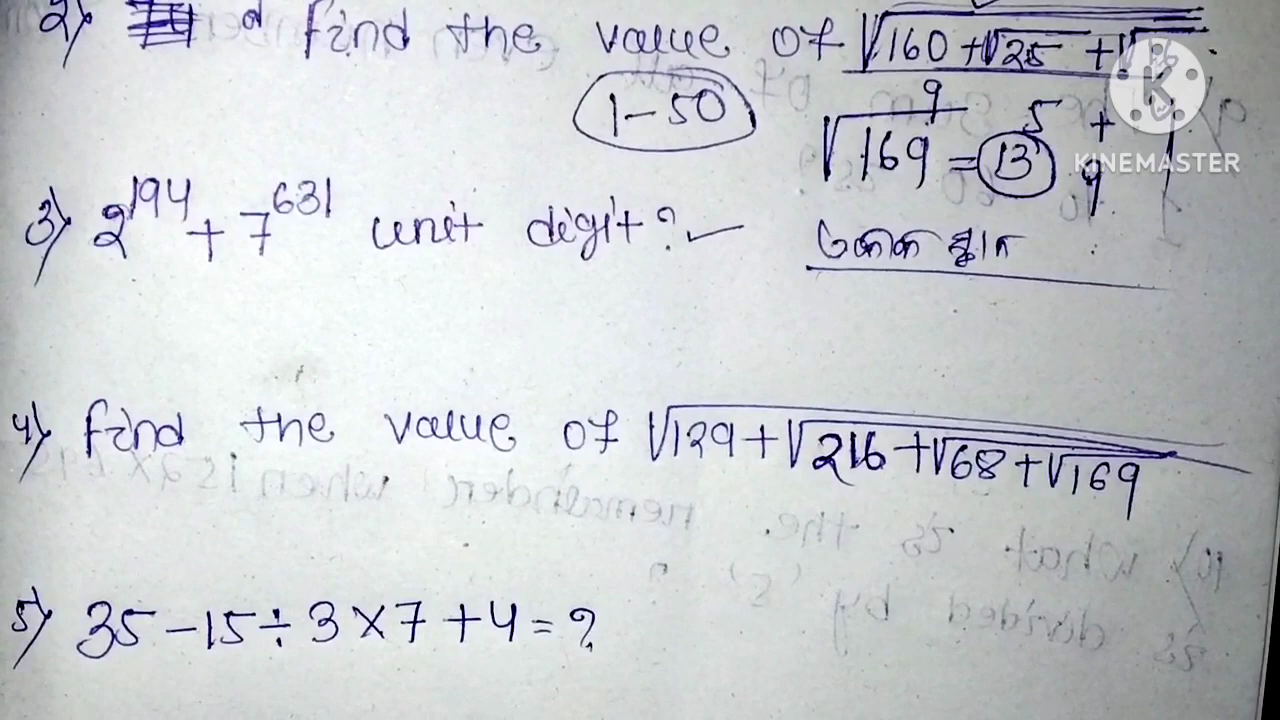 2) d Find the value of √160 + √25 + √
1 - 50
9
5 +
√169 = 13
9
KINEMASTER
3) 2^194 + 7^631 unit digit? ✓
4) Find the value of √129 + √216 + √68 + √169
5) 35 - 15 ÷ 3 × 7 + 4 = ?